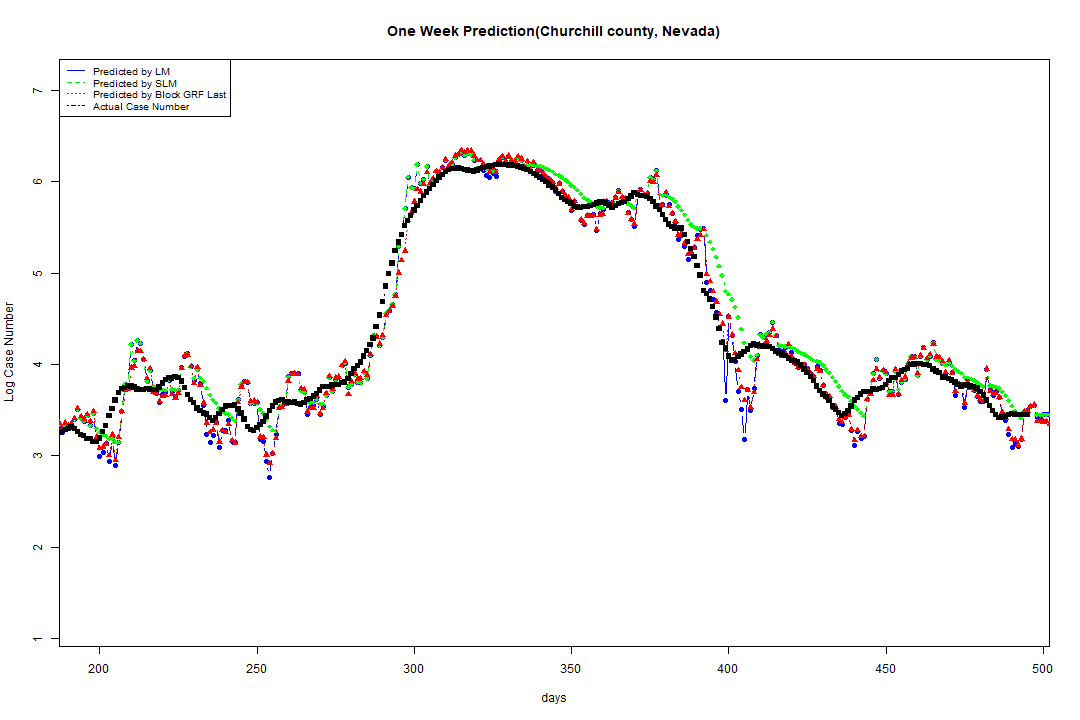 One Week Prediction(Churchill county, Nevada)
Predicted by LM
Predicted by SLM
Predicted by Block GRF Last
Actual Case Number
7
6
5
4
3
2
1
Log Case Number
200 250 300 350 400 450 500
days